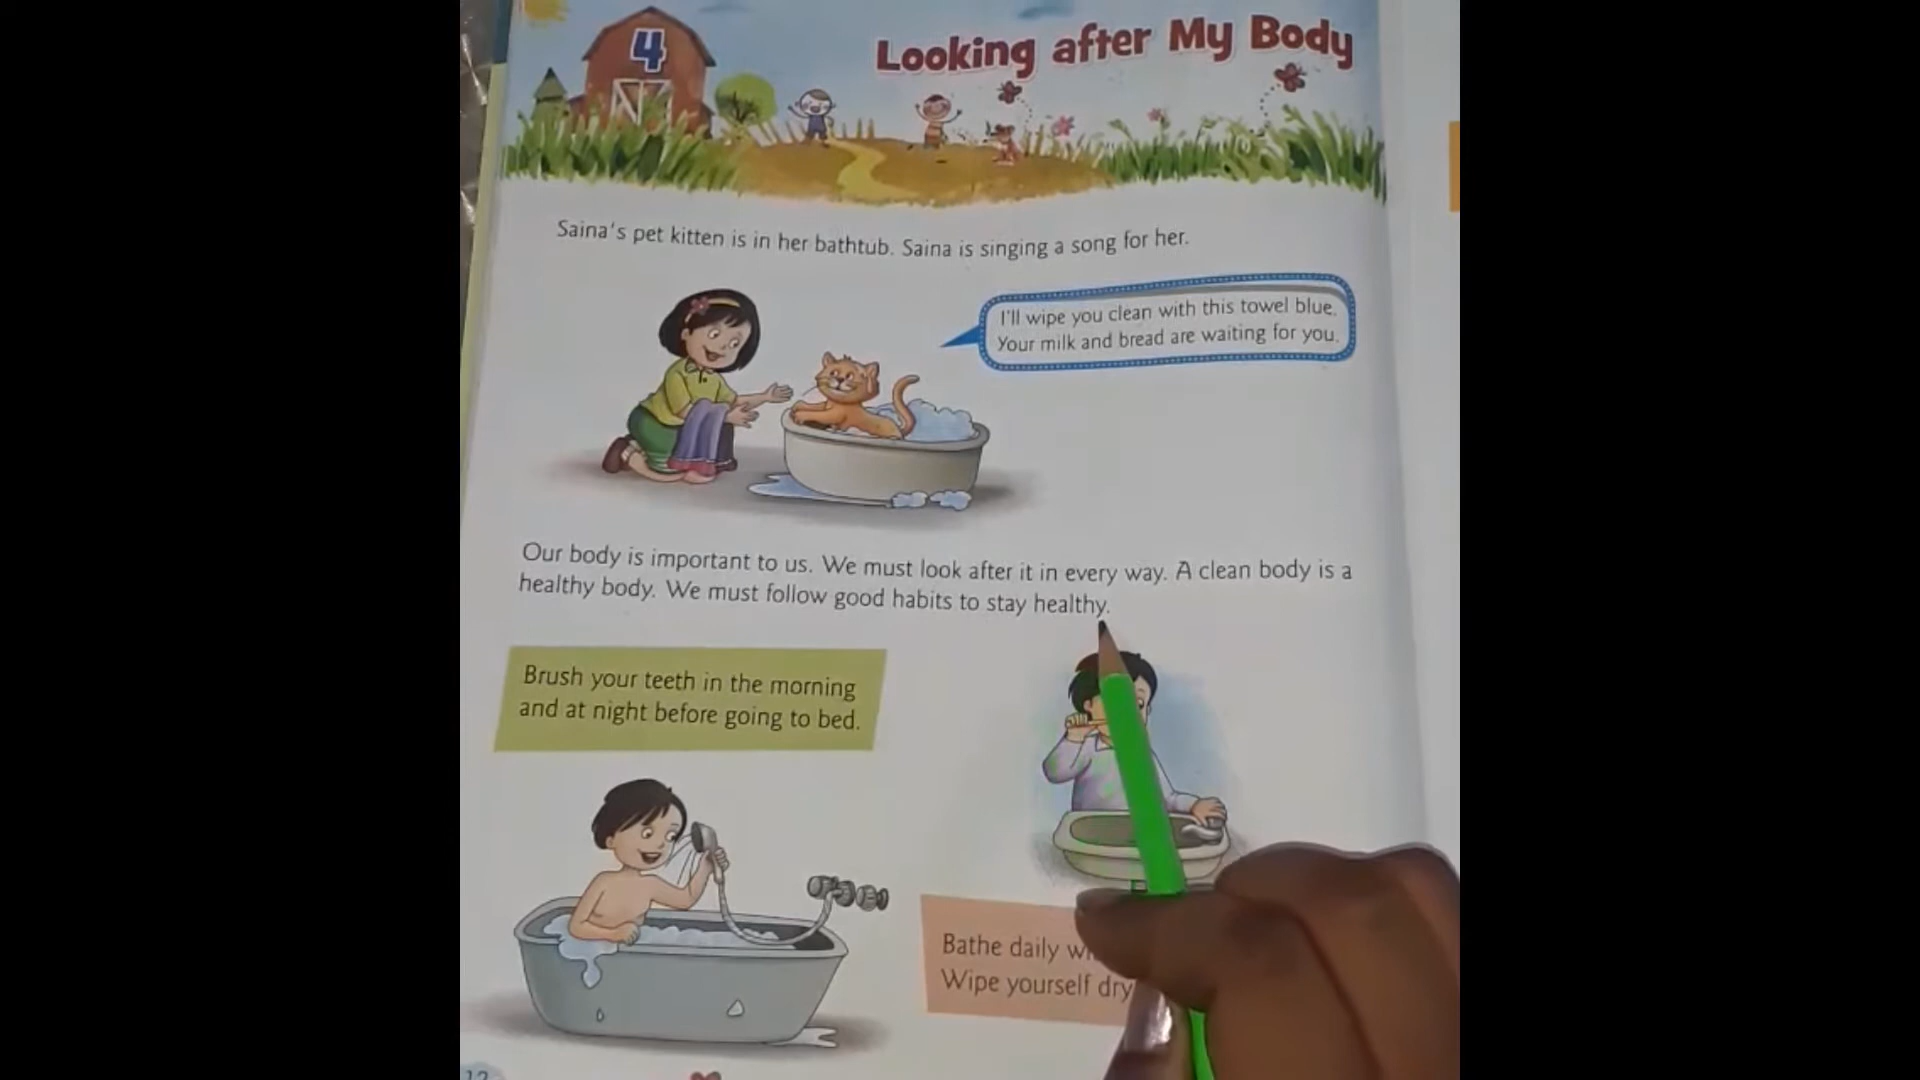 4
Looking after My Body
Saina's pet kitten is in her bathtub. Saina is singing a song for her.
I'll wipe you clean with this towel blue.
Your milk and bread are waiting for you.
Our body is important to us. We must look after it in every way. A clean body is a
healthy body. We must follow good habits to stay healthy.
Brush your teeth in the morning
and at night before going to bed.
Bathe daily
Wipe yourself dry